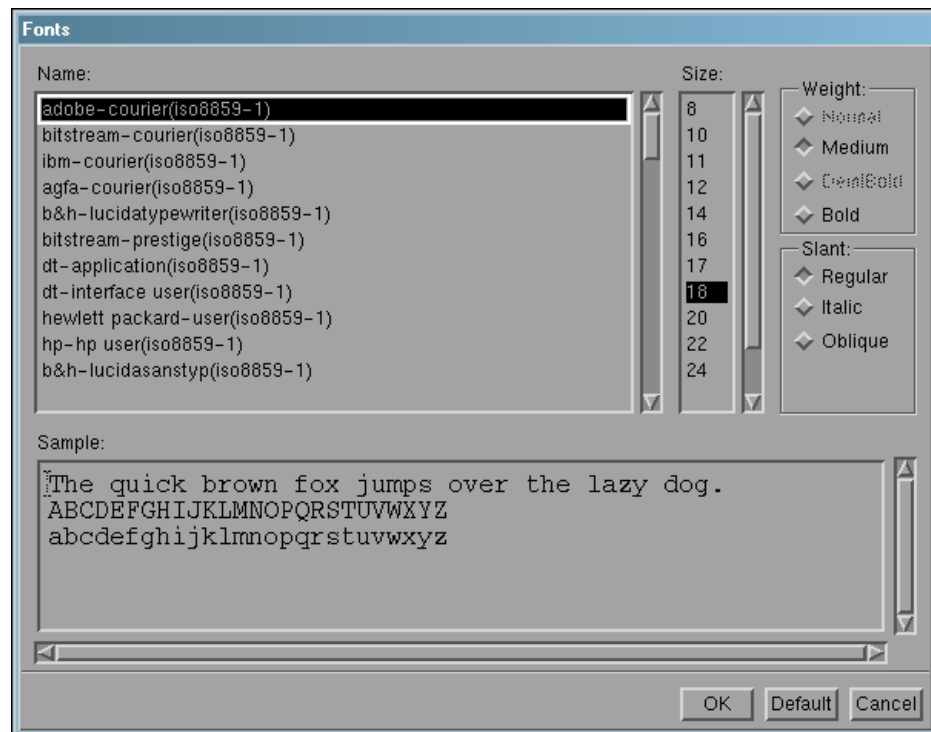 Fonts
Name:
adobe-courier(iso8859-1)
bitstream-courier(iso8859-1)
ibm-courier(iso8859-1)
agfa-courier(iso8859-1)
b&h-lucidatypewriter(iso8859-1)
bitstream-prestige(iso8859-1)
dt-application(iso8859-1)
dt-interface user(iso8859-1)
hewlett packard-user(iso8859-1)
hp-hp user(iso8859-1)
b&h-lucidasanstyp(iso8859-1)
Size:
8
10
11
12
14
16
17
18
20
22
24
Weight:
Normal
Medium
DemiBold
Bold
Slant:
Regular
Italic
Oblique
Sample:
The quick brown fox jumps over the lazy dog.
ABCDEFGHIJKLMNOPQRSTUVWXYZ
abcdefghijklmnopqrstuvwxyz
OK Default Cancel